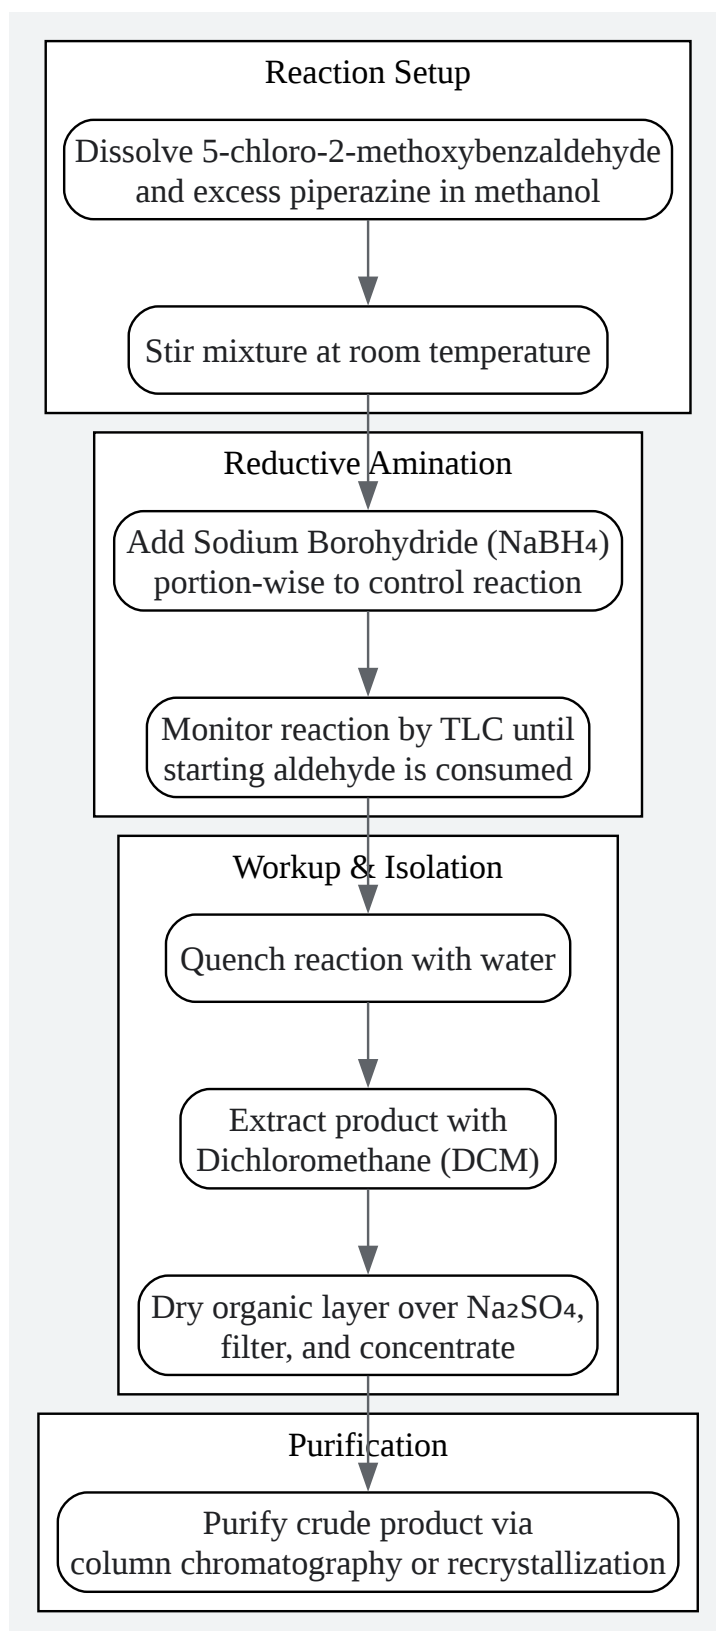 Reaction Setup
Dissolve 5-chloro-2-methoxybenzaldehyde
and excess piperazine in methanol
Stir mixture at room temperature
Reductive Amination
Add Sodium Borohydride (NaBH₄)
portion-wise to control reaction
Monitor reaction by TLC until
starting aldehyde is consumed
Workup & Isolation
Quench reaction with water
Extract product with
Dichloromethane (DCM)
Dry organic layer over Na₂SO₄,
filter, and concentrate
Purification
Purify crude product via
column chromatography or recrystallization